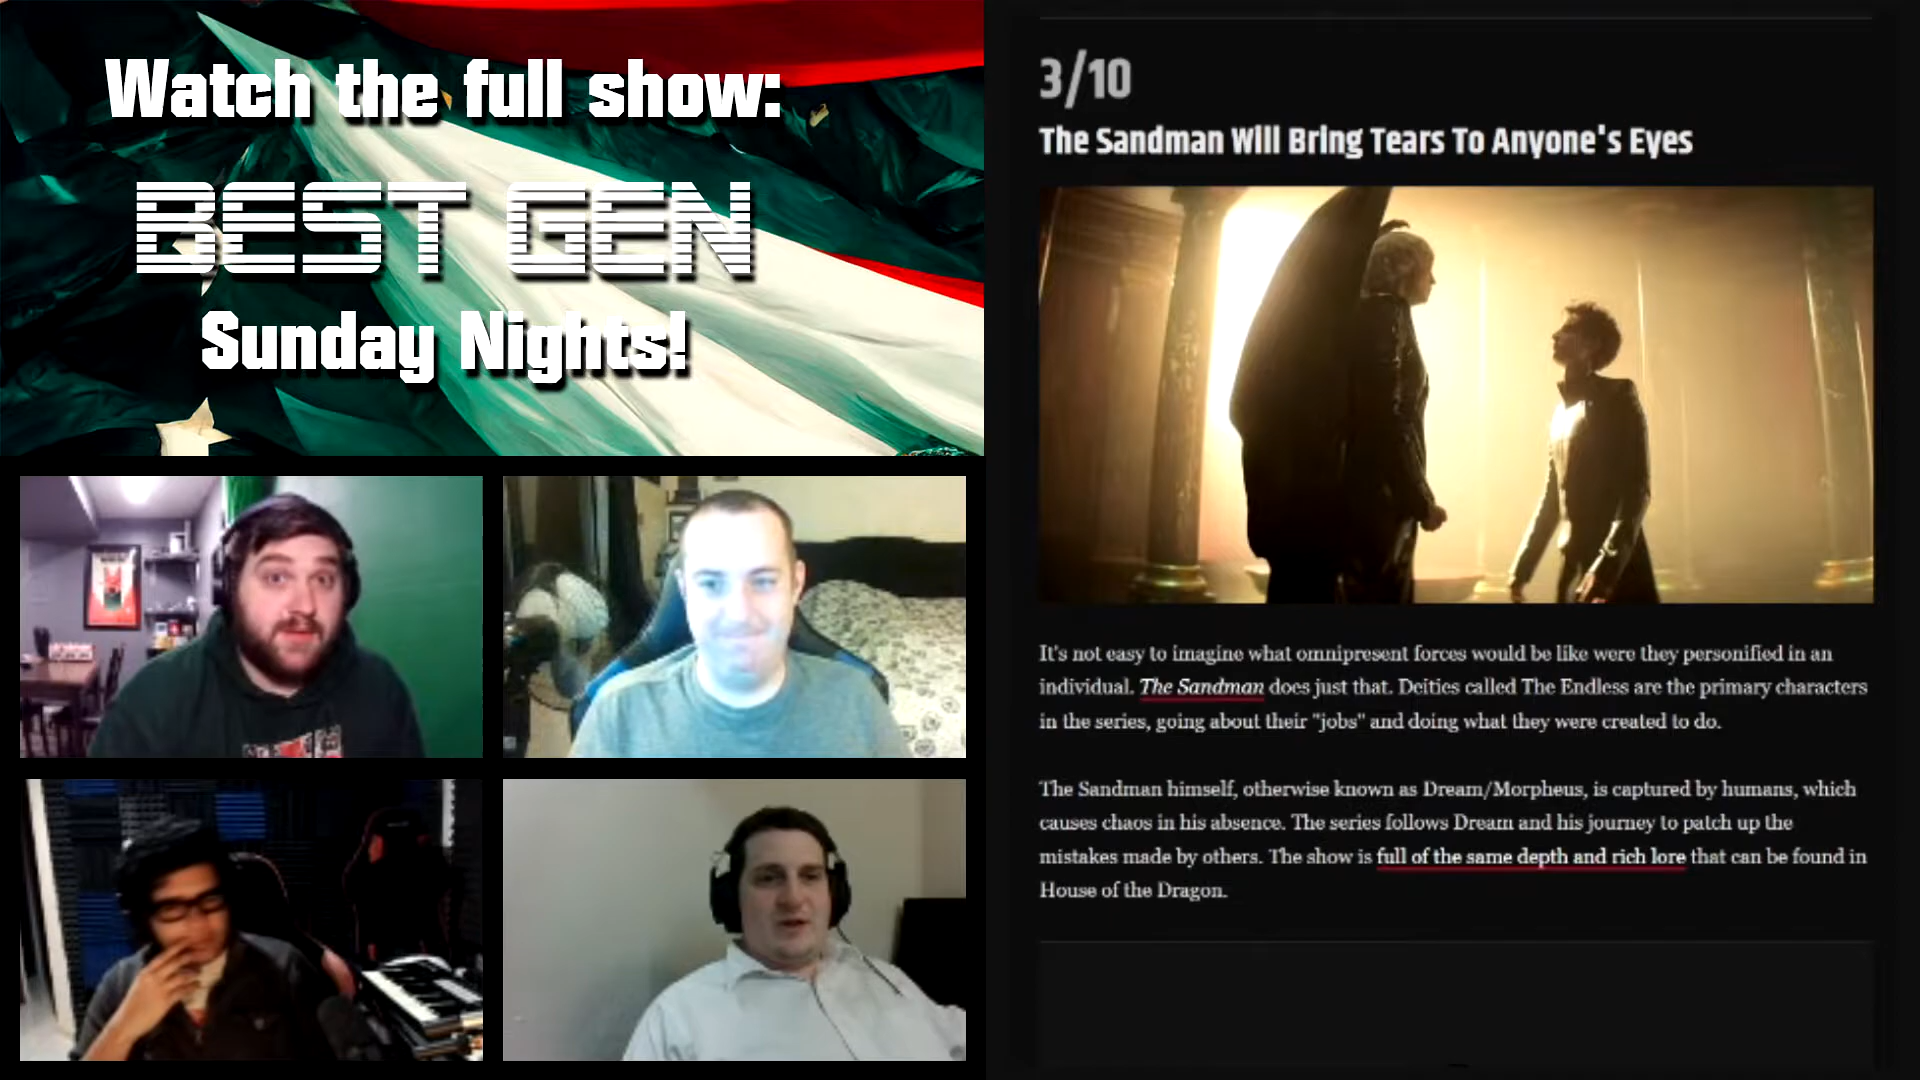 Watch the full show:
BEST GEN
Sunday Nights!
3/10
The Sandman Will Bring Tears To Anyone's Eyes
It's not easy to imagine what omnipresent forces would be like were they personified in an
individual. The Sandman does just that. Deities called The Endless are the primary characters
in the series, going about their "jobs" and doing what they were created to do.
The Sandman himself, otherwise known as Dream/Morpheus, is captured by humans, which
causes chaos in his absence. The series follows Dream and his journey to patch up the
mistakes made by others. The show is full of the same depth and rich lore that can be found in
House of the Dragon.